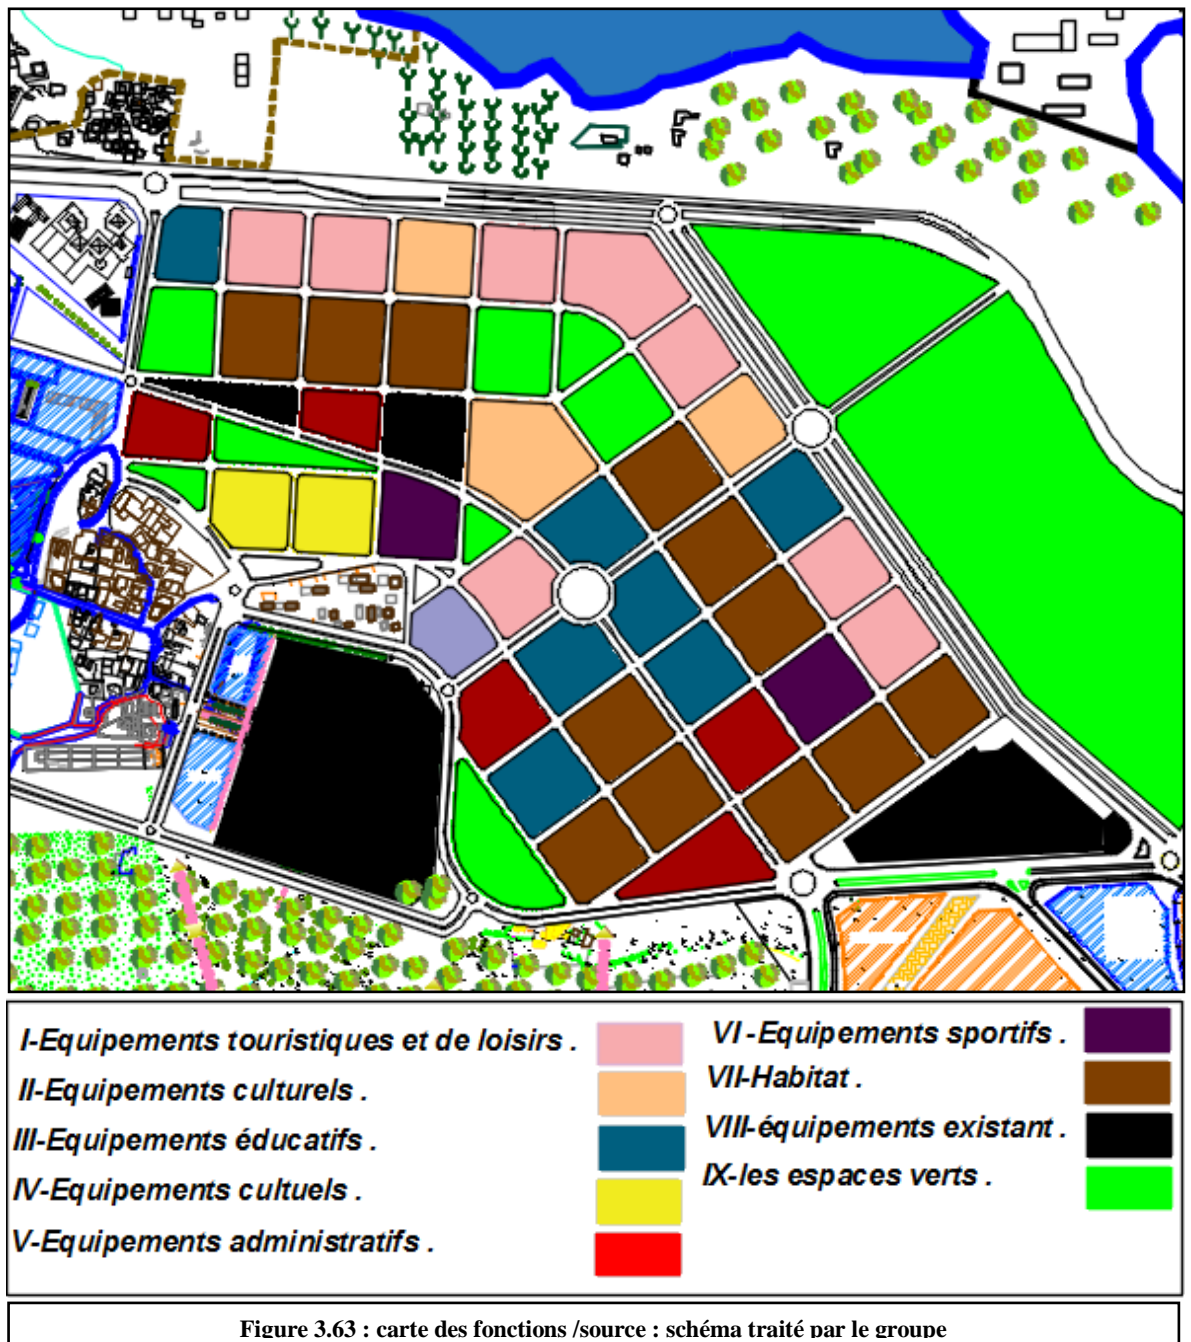 I-Equipements touristiques et de loisirs .
II-Equipements culturels .
III-Equipements éducatifs .
IV-Equipements cultuels .
V-Equipements administratifs .
VI -Equipements sportifs .
VII-Habitat .
VIII-équipements existant .
IX-les espaces verts .
Figure 3.63 : carte des fonctions /source : schéma traité par le groupe